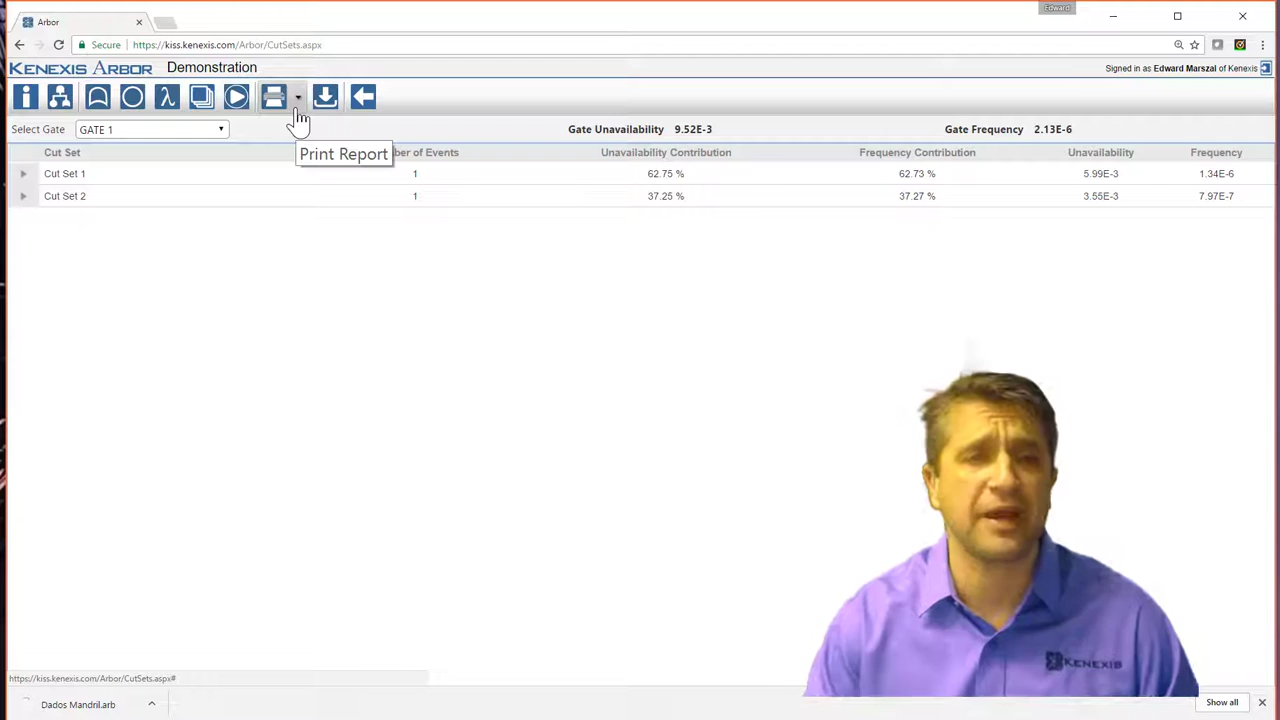 Edward
Arbor
Secure
https://kiss.kenexis.com/Arbor/CutSets.aspx
KENEXIS ARBOR Demonstration
Signed in as Edward Marszal of Kenexis
Select Gate GATE 1 Gate Unavailability 9.52E-3 Gate Frequency 2.13E-6
Print Report
Cut Set ber of Events Unavailability Contribution Frequency Contribution Unavailability Frequency
Cut Set 1 1 62.75 % 62.73 % 5.99E-3 1.34E-6
Cut Set 2 1 37.25 % 37.27 % 3.55E-3 7.97E-7
KENEXIS
https://kiss.kenexis.com/Arbor/CutSets.aspx#
Dados Mandril.arb
Show all